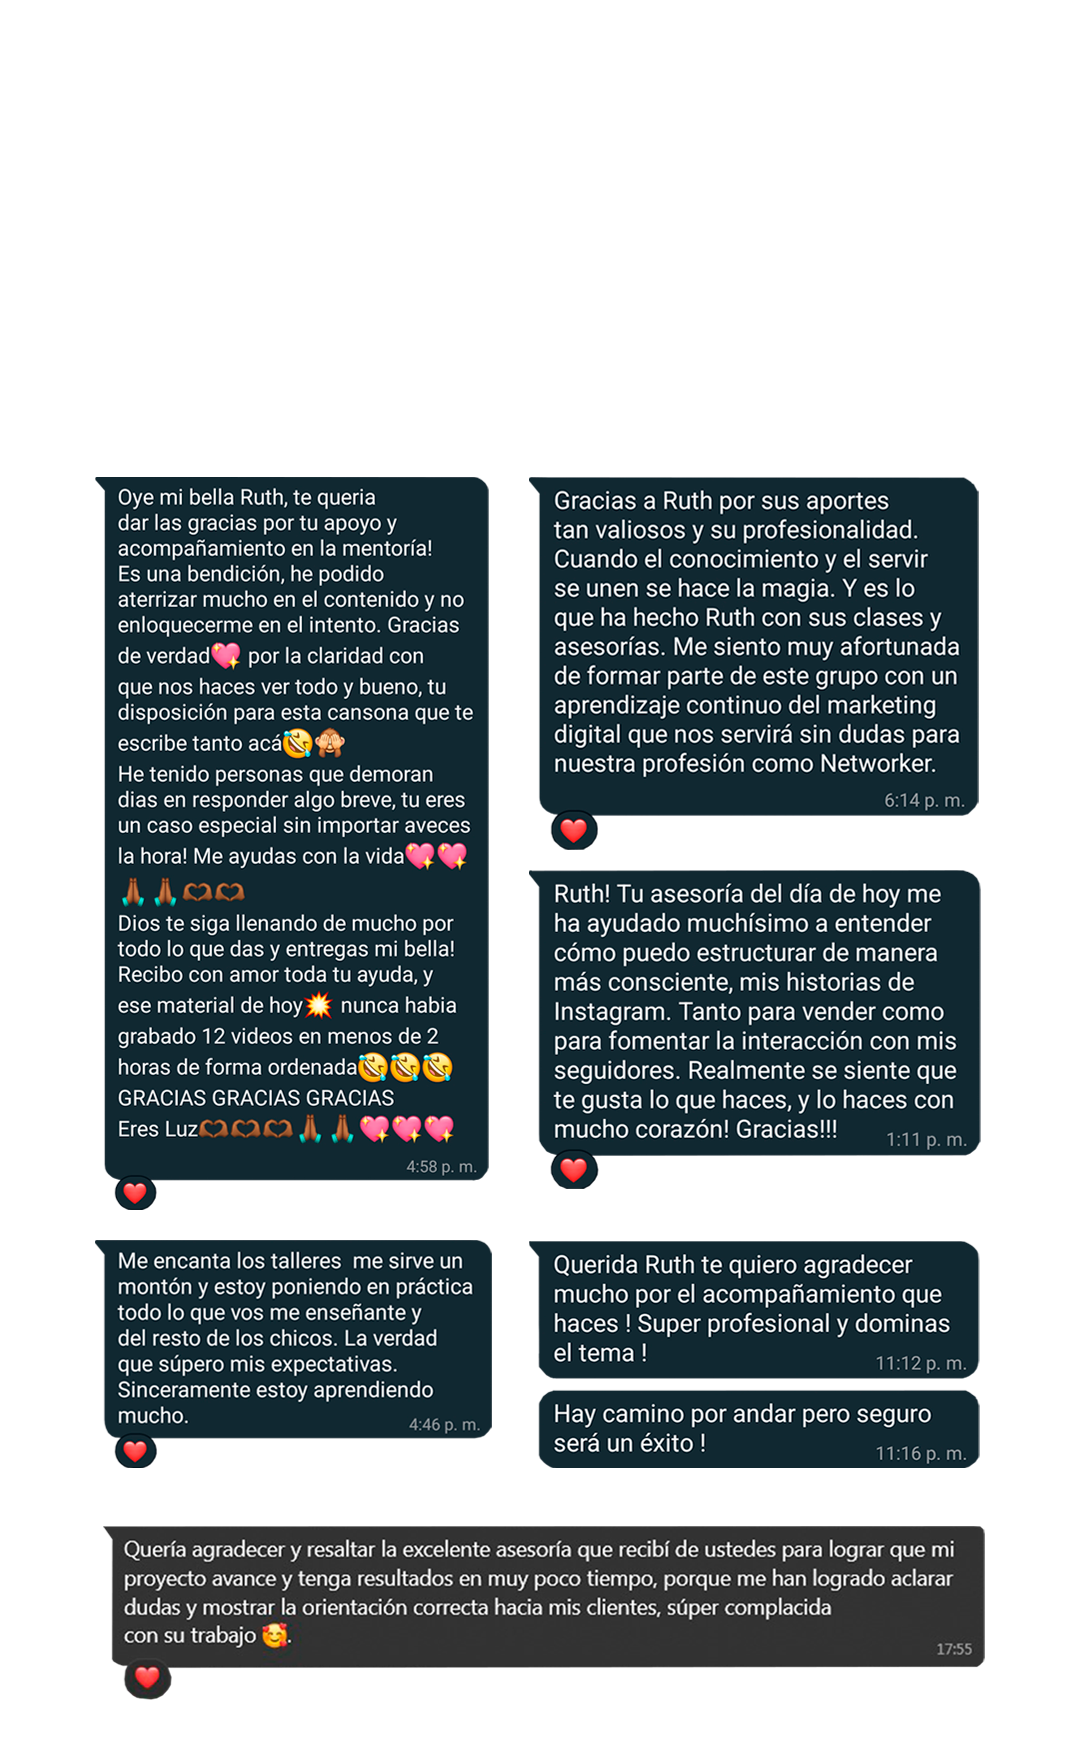 Oye mi bella Ruth, te queria
dar las gracias por tu apoyo y
acompañamiento en la mentoría!
Es una bendición, he podido
aterrizar mucho en el contenido y no
enloquecerme en el intento. Gracias
de verdad💖 por la claridad con
que nos haces ver todo y bueno, tu
disposición para esta cansona que te
escribe tanto acá🤣🙈
He tenido personas que demoran
dias en responder algo breve, tu eres
un caso especial sin importar aveces
la hora! Me ayudas con la vida💖💖
🙏🏾🙏🏾🫶🏾🫶🏾
Dios te siga llenando de mucho por
todo lo que das y entregas mi bella!
Recibo con amor toda tu ayuda, y
ese material de hoy💥 nunca habia
grabado 12 videos en menos de 2
horas de forma ordenada🤣🤣🤣
GRACIAS GRACIAS GRACIAS
Eres Luz🫶🏾🫶🏾🫶🏾🙏🏾🙏🏾💖💖💖
4:58 p. m.
❤️
Gracias a Ruth por sus aportes
tan valiosos y su profesionalidad.
Cuando el conocimiento y el servir
se unen se hace la magia. Y es lo
que ha hecho Ruth con sus clases y
asesorías. Me siento muy afortunada
de formar parte de este grupo con un
aprendizaje continuo del marketing
digital que nos servirá sin dudas para
nuestra profesión como Networker.
6:14 p. m.
❤️
Ruth! Tu asesoría del día de hoy me
ha ayudado muchísimo a entender
cómo puedo estructurar de manera
más consciente, mis historias de
Instagram. Tanto para vender como
para fomentar la interacción con mis
seguidores. Realmente se siente que
te gusta lo que haces, y lo haces con
mucho corazón! Gracias!!!
1:11 p. m.
❤️
Me encanta los talleres  me sirve un
montón y estoy poniendo en práctica
todo lo que vos me enseñante y
del resto de los chicos. La verdad
que súpero mis expectativas.
Sinceramente estoy aprendiendo
mucho.
4:46 p. m.
❤️
Querida Ruth te quiero agradecer
mucho por el acompañamiento que
haces ! Super profesional y dominas
el tema !
11:12 p. m.
Hay camino por andar pero seguro
será un éxito !
11:16 p. m.
Quería agradecer y resaltar la excelente asesoría que recibí de ustedes para lograr que mi
proyecto avance y tenga resultados en muy poco tiempo, porque me han logrado aclarar
dudas y mostrar la orientación correcta hacia mis clientes, súper complacida
con su trabajo 🥰.
17:55
❤️